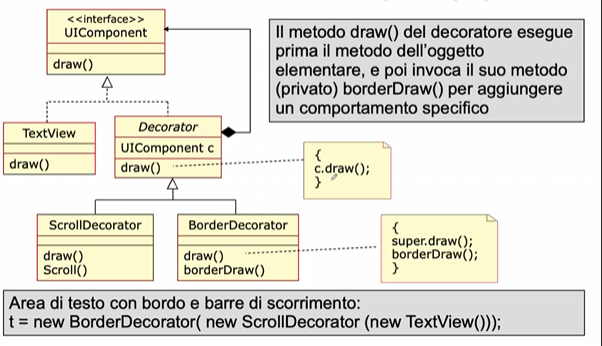 <<interface>>
UIComponent
draw()
Il metodo draw() del decoratore esegue
prima il metodo dell'oggetto
elementare, e poi invoca il suo metodo
(privato) borderDraw() per aggiungere
un comportamento specifico
TextView
draw()
Decorator
UIComponent c
draw()
{
c.draw();
}
ScrollDecorator
draw()
Scroll()
BorderDecorator
draw()
borderDraw()
{
super.draw();
borderDraw();
}
Area di testo con bordo e barre di scorrimento:
t = new BorderDecorator( new ScrollDecorator (new TextView()));